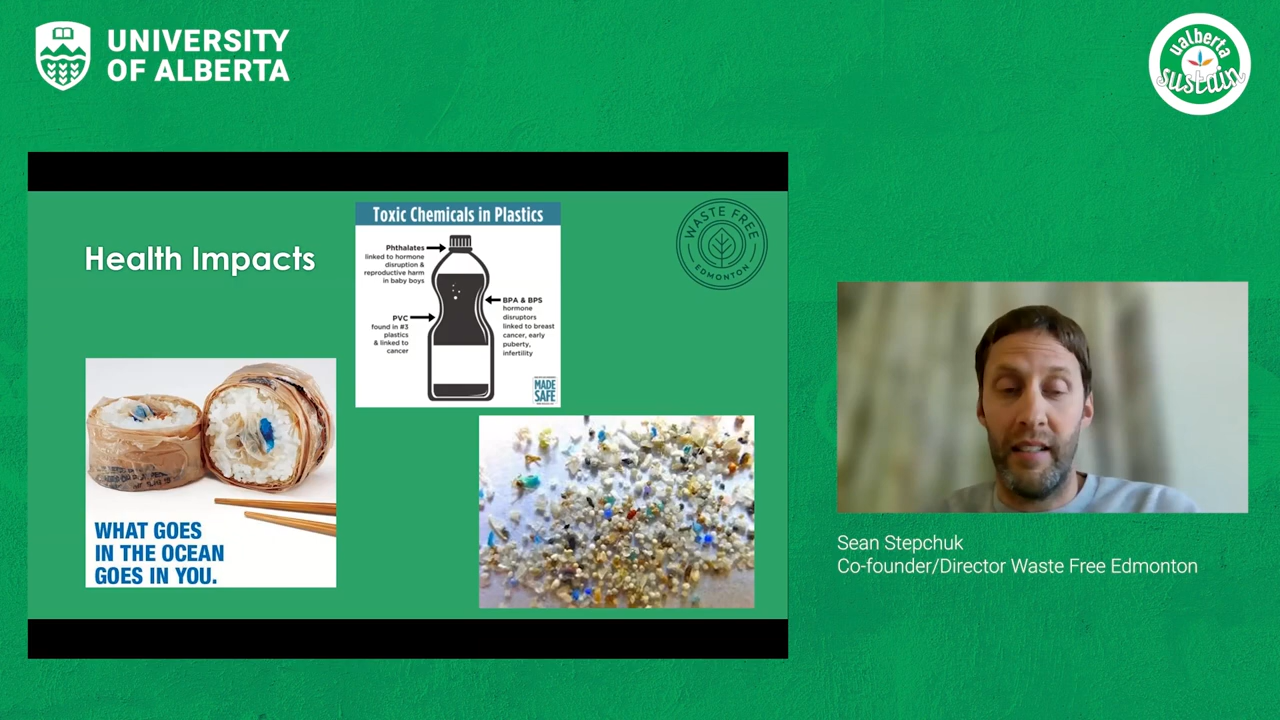 UNIVERSITY
OF ALBERTA
ualberta
sustain
Health Impacts
Toxic Chemicals in Plastics
Phthalates
linked to hormone
disruption &
reproductive harm
in baby boys
PVC
found in #3
plastics
& linked to
cancer
BPA & BPS
hormone
disruptors
linked to breast
cancer, early
puberty,
infertility
MADE
SAFE
WASTE FREE
EDMONTON
WHAT GOES
IN THE OCEAN
GOES IN YOU.
Sean Stepchuk
Co-founder/Director Waste Free Edmonton